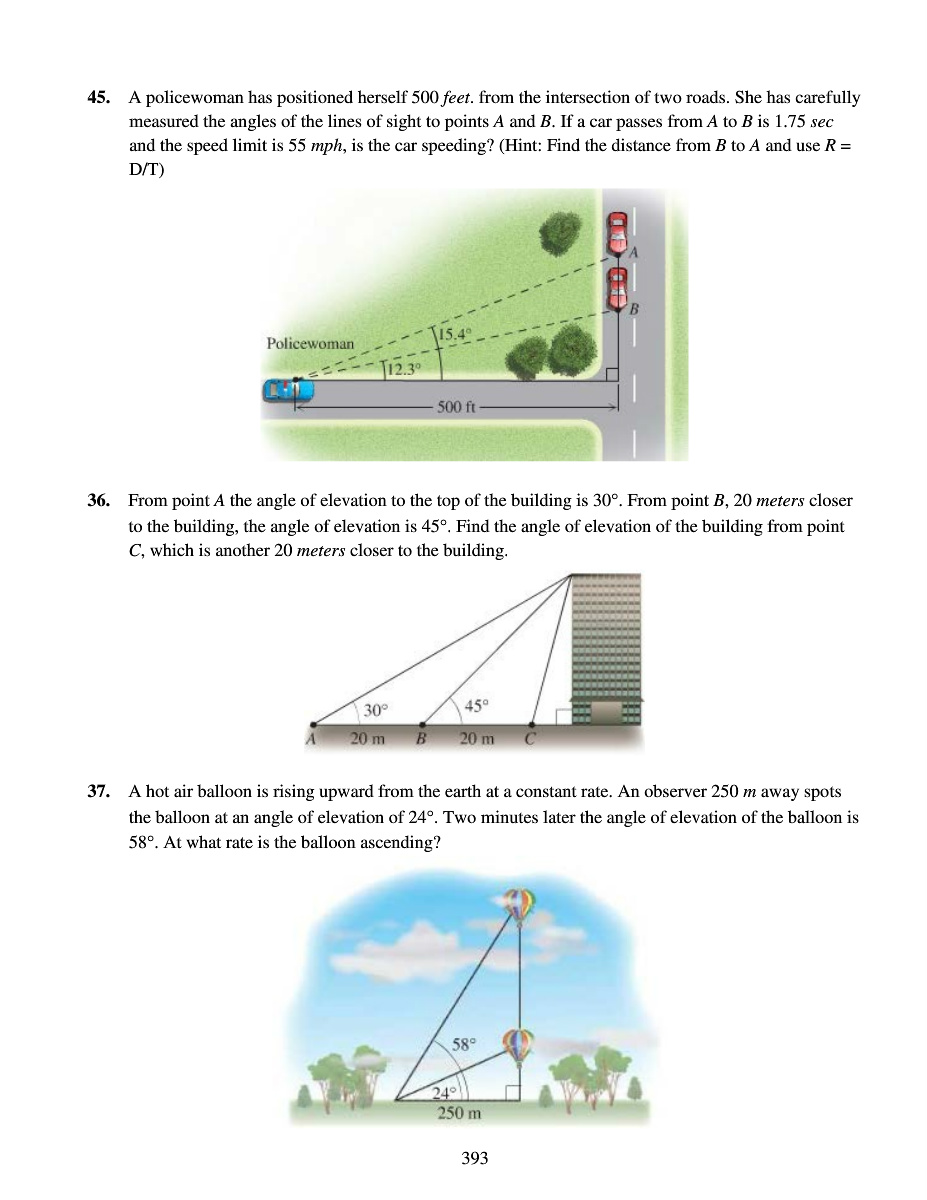 45. A policewoman has positioned herself 500 feet. from the intersection of two roads. She has carefully
measured the angles of the lines of sight to points A and B. If a car passes from A to B is 1.75 sec
and the speed limit is 55 mph, is the car speeding? (Hint: Find the distance from B to A and use R =
D/T)
A
B
15.4°
Policewoman
12.3°
500 ft
36. From point A the angle of elevation to the top of the building is 30°. From point B, 20 meters closer
to the building, the angle of elevation is 45°. Find the angle of elevation of the building from point
C, which is another 20 meters closer to the building.
30° 45°
A 20 m B 20 m C
37. A hot air balloon is rising upward from the earth at a constant rate. An observer 250 m away spots
the balloon at an angle of elevation of 24°. Two minutes later the angle of elevation of the balloon is
58°. At what rate is the balloon ascending?
58°
24°
250 m
393